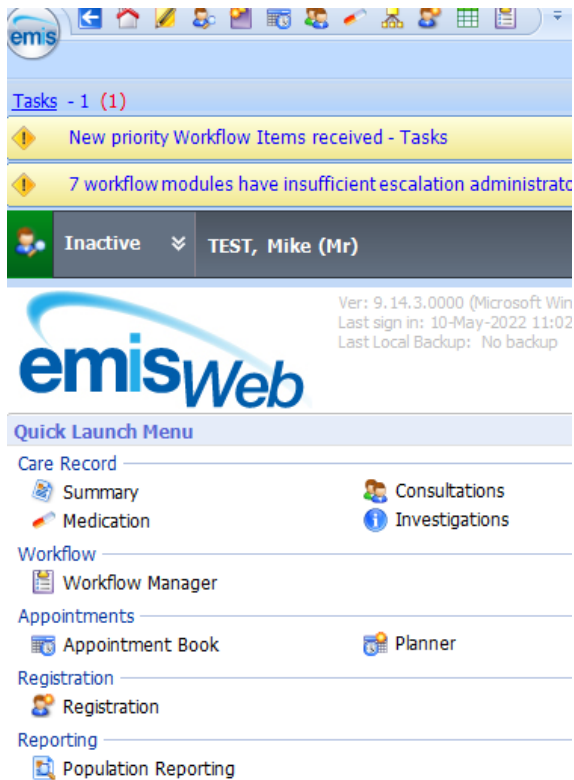 emis
Tasks - 1 (1)
New priority Workflow Items received - Tasks
7 workflow modules have insufficient escalation administrato
Inactive TEST, Mike (Mr)
Ver: 9.14.3.0000 (Microsoft Win
Last sign in: 10-May-2022 11:02
Last Local Backup: No backup
emisWeb
Quick Launch Menu
Care Record
Summary Consultations
Medication Investigations
Workflow
Workflow Manager
Appointments
Appointment Book Planner
Registration
Registration
Reporting
Population Reporting